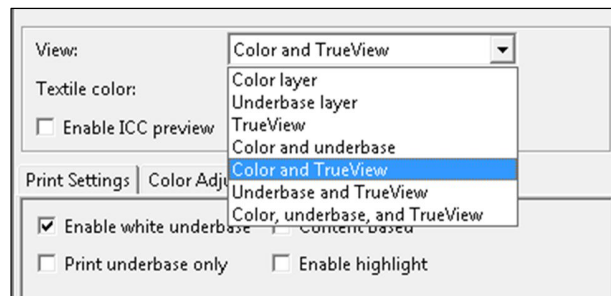 View: Color and TrueView
Color layer
Textile color:
Underbase layer
Enable ICC preview
TrueView
Color and underbase
Color and TrueView
Underbase and TrueView
Color, underbase, and TrueView
Print Settings Color Adju
Enable white underbase Content based
Print underbase only Enable highlight